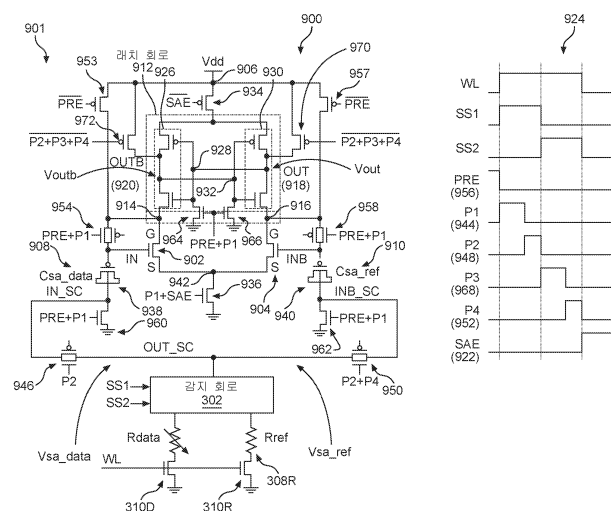 901
900
924
953
래치 회로
912
926
Vdd
906
930
970
957
PRE
SAE
934
PRE
972
P2+P3+P4
P2+P3+P4
OUTB
928
OUT
Vout
Voutb
(920)
932
(918)
914
916
954
958
PRE+P1
964
PRE+P1
966
PRE+P1
G
G
908
IN
902
INB
910
S
S
Csa_data
942
904
Csa_ref
IN_SC
936
INB_SC
938
P1+SAE
940
PRE+P1
960
PRE+P1
962
OUT_SC
946
P2
P2+P4
950
SS1
감지 회로
SS2
302
Rdata
Rref
Vsa_data
Vsa_ref
WL
308R
310D
310R
WL
SS1
SS2
PRE
(956)
P1
(944)
P2
(948)
P3
(968)
P4
(952)
SAE
(922)